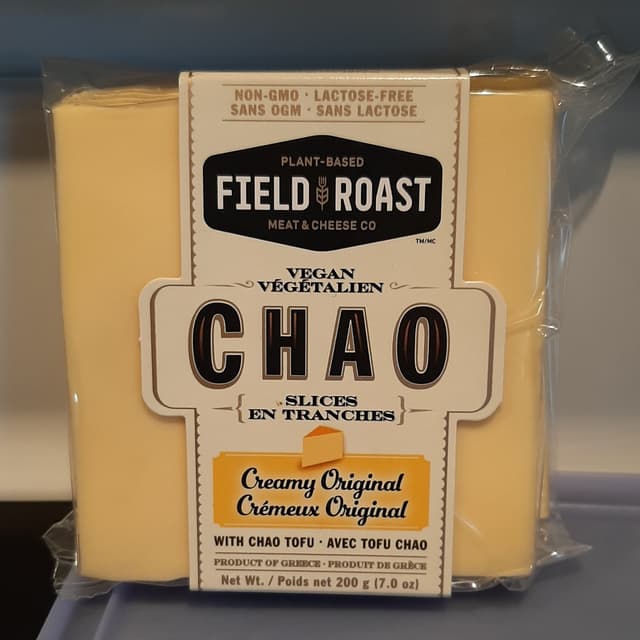 NON-GMO · LACTOSE-FREE
SANS OGM · SANS LACTOSE
PLANT-BASED
FIELD ROAST
MEAT & CHEESE CO
TM/MC
VEGAN
VÉGÉTALIEN
CHAO
SLICES
EN TRANCHES
Creamy Original
Crémeux Original
WITH CHAO TOFU · AVEC TOFU CHAO
PRODUCT OF GREECE · PRODUIT DE GRÈCE
Net Wt. / Poids net 200 g (7.0 oz)